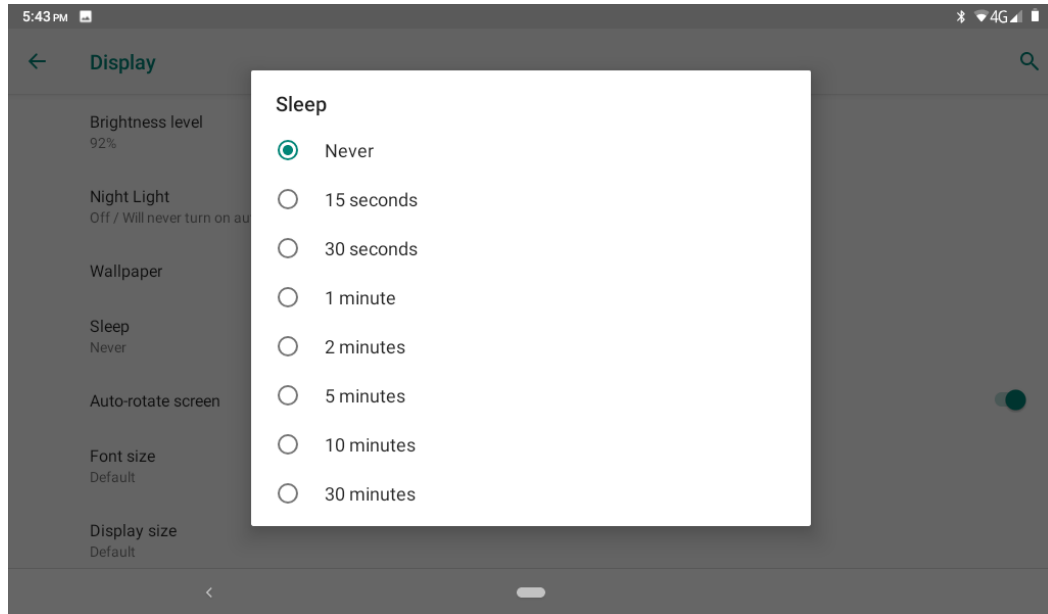 5:43 PM
4G
Display
Sleep
Never
15 seconds
30 seconds
1 minute
2 minutes
5 minutes
10 minutes
30 minutes
Brightness level
92%
Night Light
Off / Will never turn on au
Wallpaper
Sleep
Never
Auto-rotate screen
Font size
Default
Display size
Default